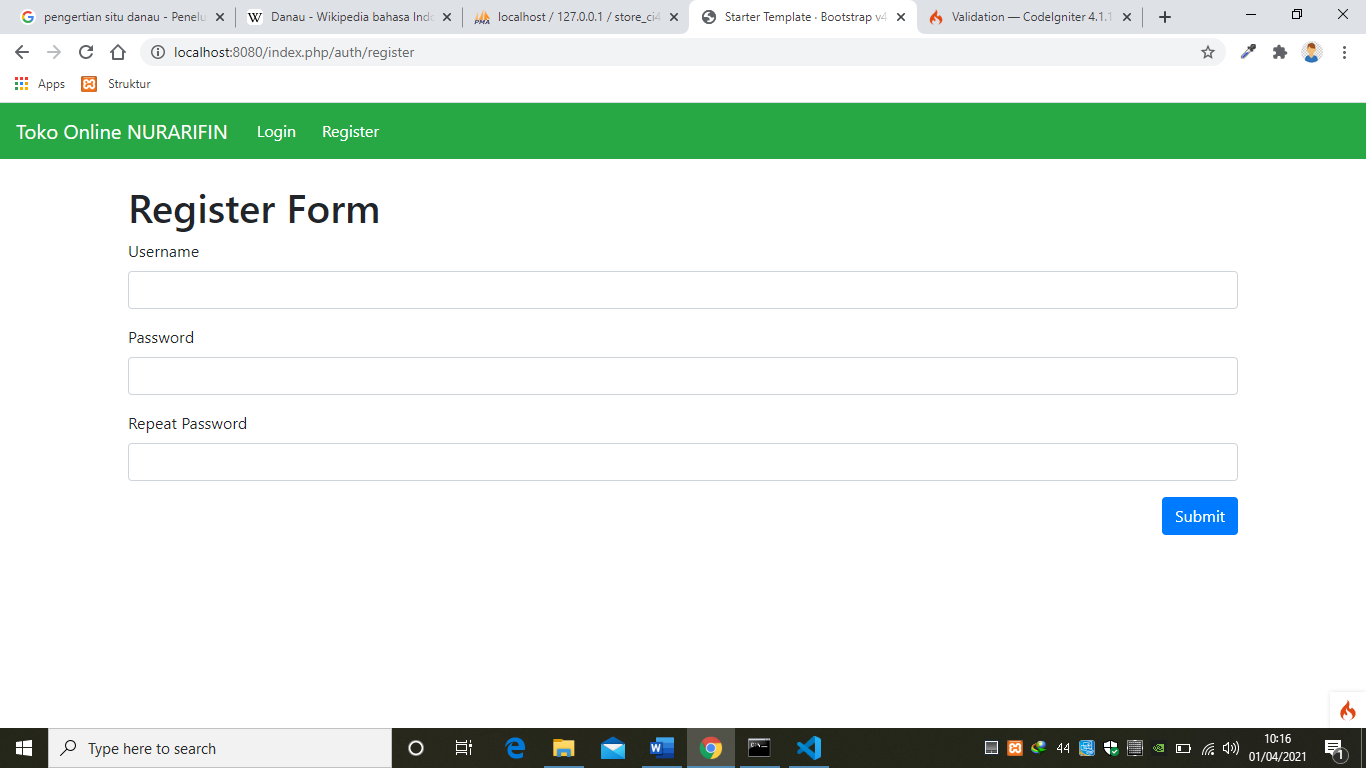 pengertian situ danau - Penelu
Danau - Wikipedia bahasa Indo
localhost / 127.0.0.1 / store_ci4
Starter Template · Bootstrap v4
Validation — CodeIgniter 4.1.1
localhost:8080/index.php/auth/register
Apps Struktur
Toko Online NURARIFIN Login Register
Register Form
Username
Password
Repeat Password
Submit
Type here to search
44
10:16
01/04/2021
1